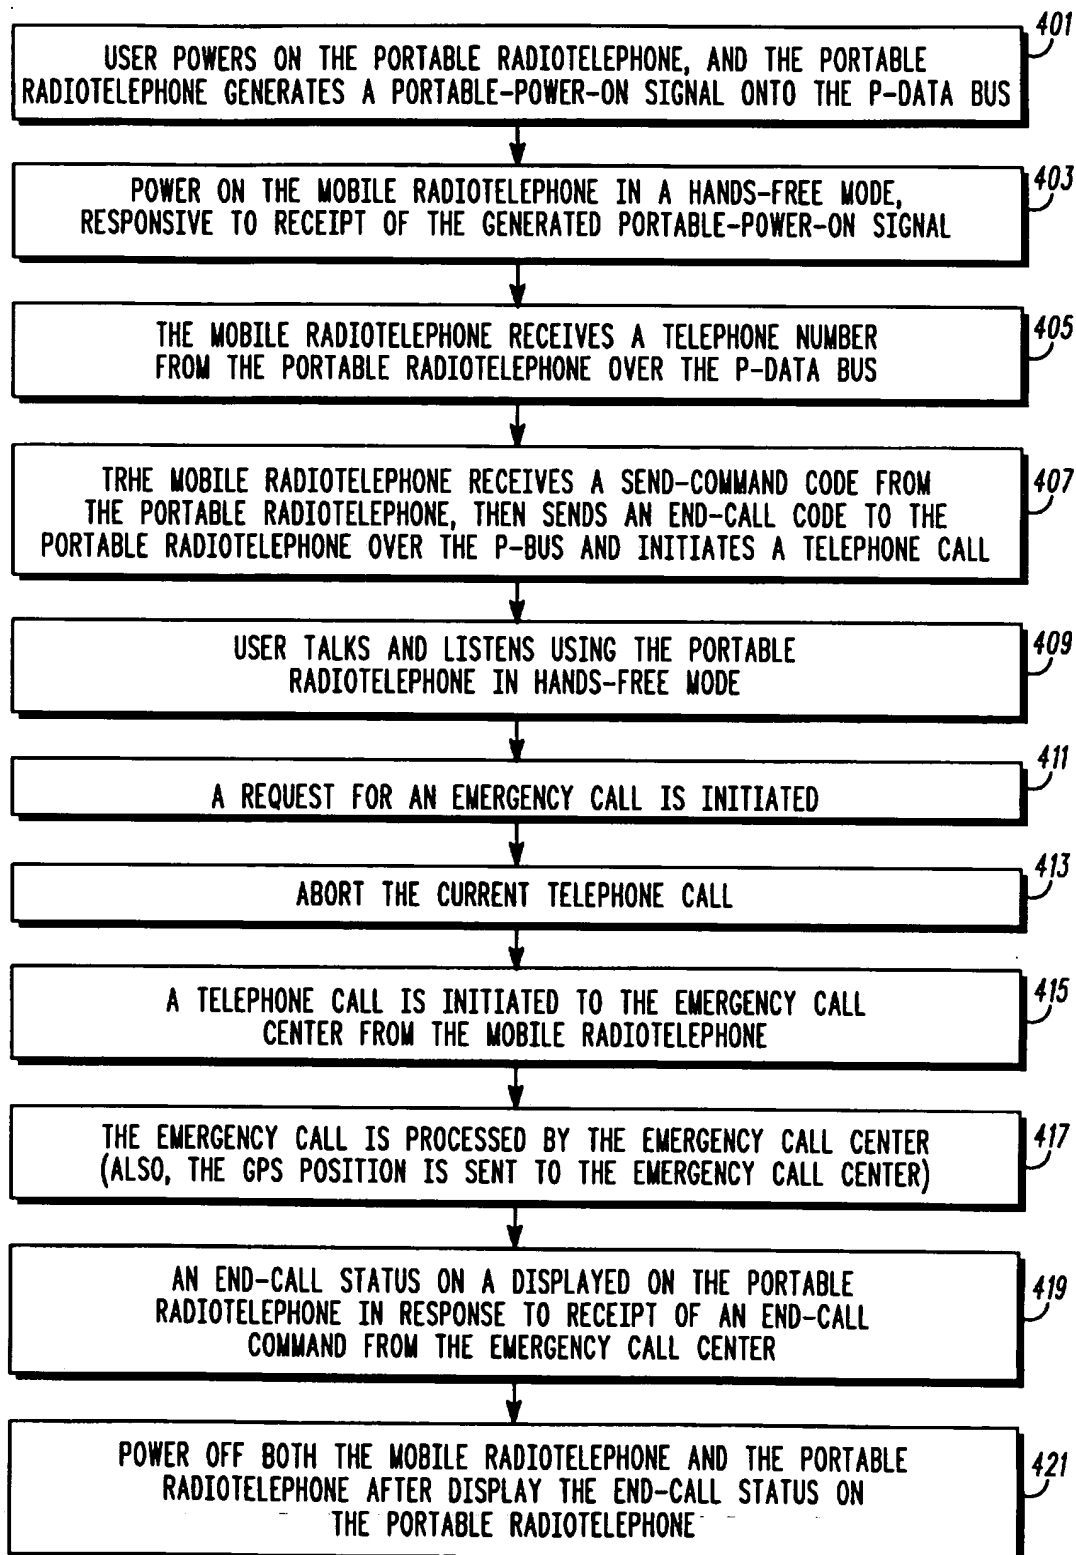 401
USER POWERS ON THE PORTABLE RADIOTELEPHONE, AND THE PORTABLE
RADIOTELEPHONE GENERATES A PORTABLE-POWER-ON SIGNAL ONTO THE P-DATA BUS
403
POWER ON THE MOBILE RADIOTELEPHONE IN A HANDS-FREE MODE,
RESPONSIVE TO RECEIPT OF THE GENERATED PORTABLE-POWER-ON SIGNAL
405
THE MOBILE RADIOTELEPHONE RECEIVES A TELEPHONE NUMBER
FROM THE PORTABLE RADIOTELEPHONE OVER THE P-DATA BUS
407
TRHE MOBILE RADIOTELEPHONE RECEIVES A SEND-COMMAND CODE FROM
THE PORTABLE RADIOTELEPHONE, THEN SENDS AN END-CALL CODE TO THE
PORTABLE RADIOTELEPHONE OVER THE P-BUS AND INITIATES A TELEPHONE CALL
409
USER TALKS AND LISTENS USING THE PORTABLE
RADIOTELEPHONE IN HANDS-FREE MODE
411
A REQUEST FOR AN EMERGENCY CALL IS INITIATED
413
ABORT THE CURRENT TELEPHONE CALL
415
A TELEPHONE CALL IS INITIATED TO THE EMERGENCY CALL
CENTER FROM THE MOBILE RADIOTELEPHONE
417
THE EMERGENCY CALL IS PROCESSED BY THE EMERGENCY CALL CENTER
(ALSO, THE GPS POSITION IS SENT TO THE EMERGENCY CALL CENTER)
419
AN END-CALL STATUS ON A DISPLAYED ON THE PORTABLE
RADIOTELEPHONE IN RESPONSE TO RECEIPT OF AN END-CALL
COMMAND FROM THE EMERGENCY CALL CENTER
421
POWER OFF BOTH THE MOBILE RADIOTELEPHONE AND THE PORTABLE
RADIOTELEPHONE AFTER DISPLAY THE END-CALL STATUS ON
THE PORTABLE RADIOTELEPHONE